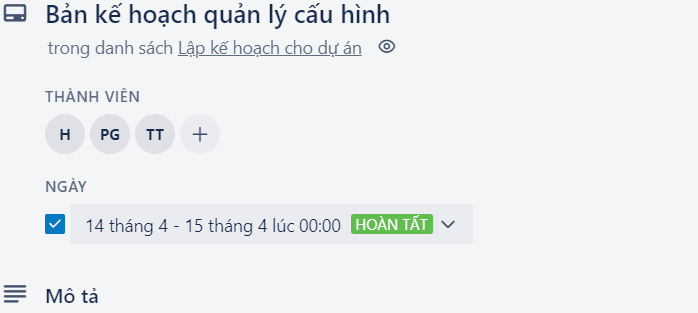 Bản kế hoạch quản lý cấu hình
trong danh sách Lập kế hoạch cho dự án
THÀNH VIÊN
H PG TT +
NGÀY
14 tháng 4 - 15 tháng 4 lúc 00:00 HOÀN TẤT
Mô tả